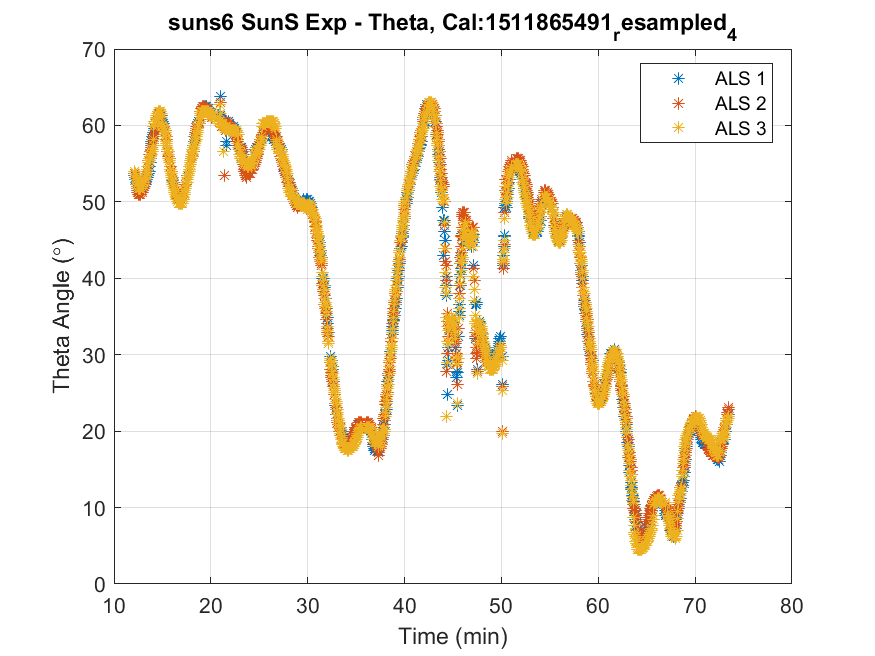 suns6 SunS Exp - Theta, Cal:1511865491resampled4
70
60
50
40
30
20
10
0
Theta Angle (°)
ALS 1
ALS 2
ALS 3
10 20 30 40 50 60 70 80
Time (min)